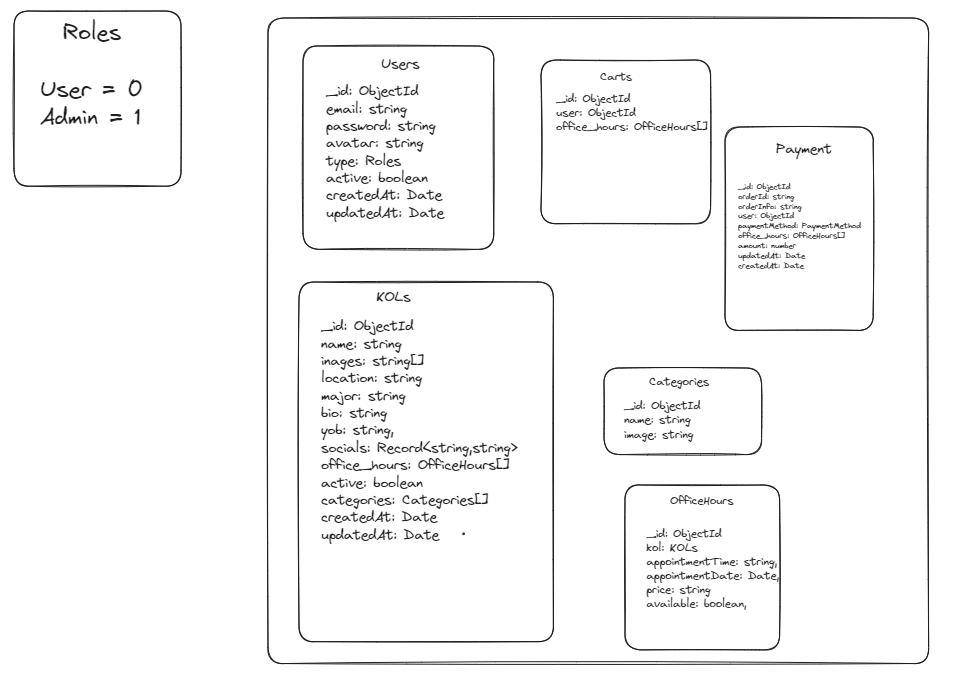 Roles
User = 0
Admin = 1
Users
_id: ObjectId
email: string
password: string
avatar: string
type: Roles
active: boolean
createdAt: Date
updatedAt: Date
Carts
_id: ObjectId
user: ObjectId
office_hours: OfficeHours[]
Payment
_id: ObjectId
orderId: string
orderInfo: string
user: ObjectId
paymentMethod: PaymentMethod
office_hours: OfficeHours[]
amount: number
updatedAt: Date
createdAt: Date
KOLs
_id: ObjectId
name: string
inages: string[]
location: string
major: string
bio: string
yob: string,
socials: Record<string,string>
office_hours: OfficeHours[]
active: boolean
categories: Categories[]
createdAt: Date
updatedAt: Date
Categories
_id: ObjectId
name: string
image: string
OfficeHours
_id: ObjectId
kol: KOLs
appointmentTime: string,
appointmentDate: Date,
price: string
available: boolean,